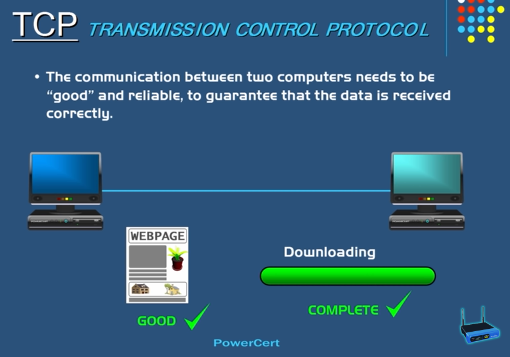 TCP TRANSMISSION CONTROL PROTOCOL
• The communication between two computers needs to be
“good” and reliable, to guarantee that the data is received
correctly.
WEBPAGE
Downloading
GOOD
COMPLETE
PowerCert